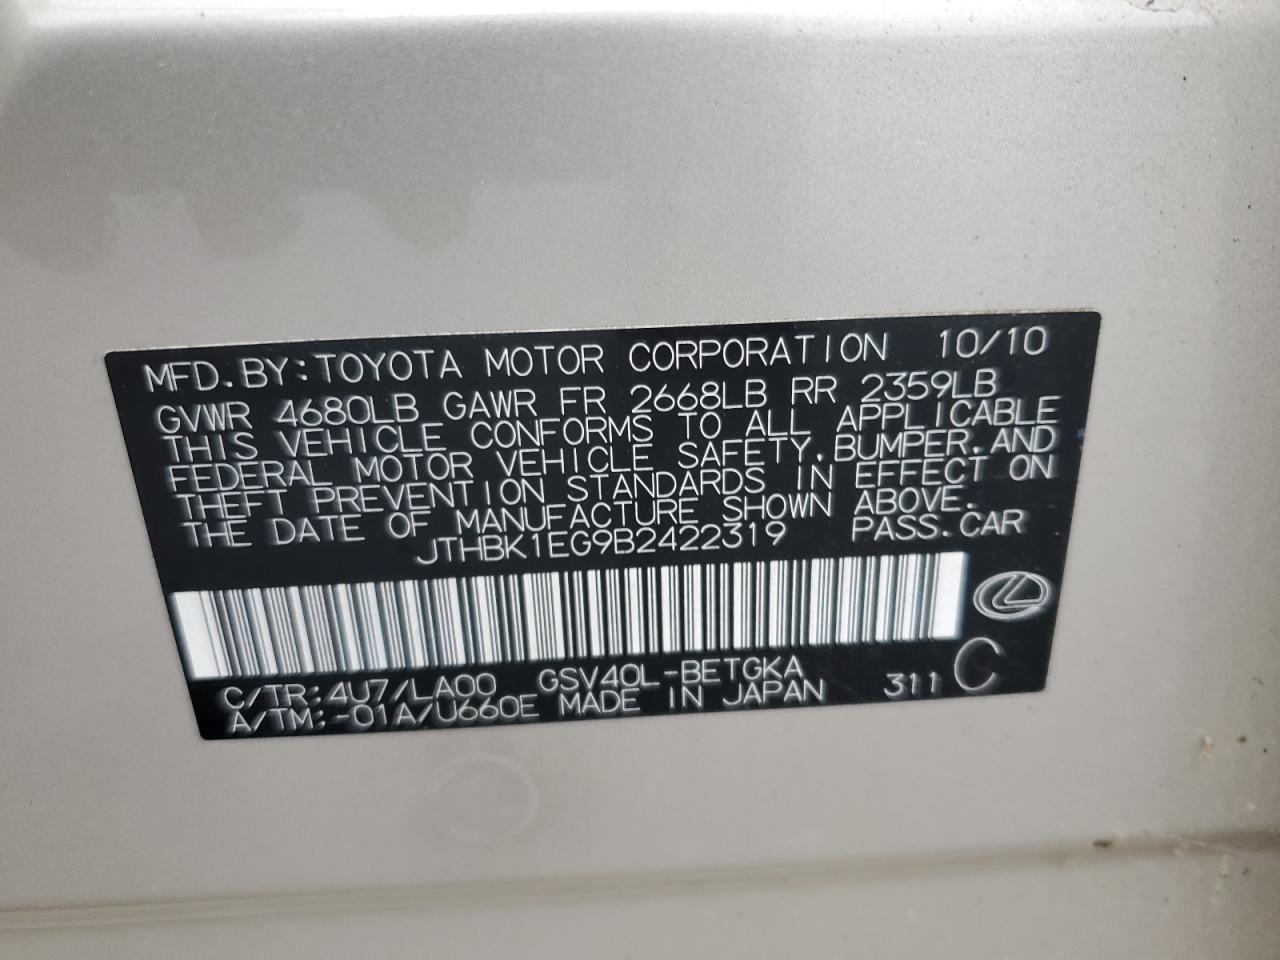 MFD.BY:TOYOTA MOTOR CORPORATION 10/10
GVWR 4680LB GAWR FR 2668LB RR 2359LB
THIS VEHICLE CONFORMS TO ALL APPLICABLE
FEDERAL MOTOR VEHICLE SAFETY,BUMPER,AND
THEFT PREVENTION STANDARDS IN EFFECT ON
THE DATE OF MANUFACTURE SHOWN ABOVE.
JTHBK1EG9B2422319 PASS.CAR
C/TR:4U7/LA00 GSV40L-BETGKA
A/TM:-01A/U660E MADE IN JAPAN 311 C